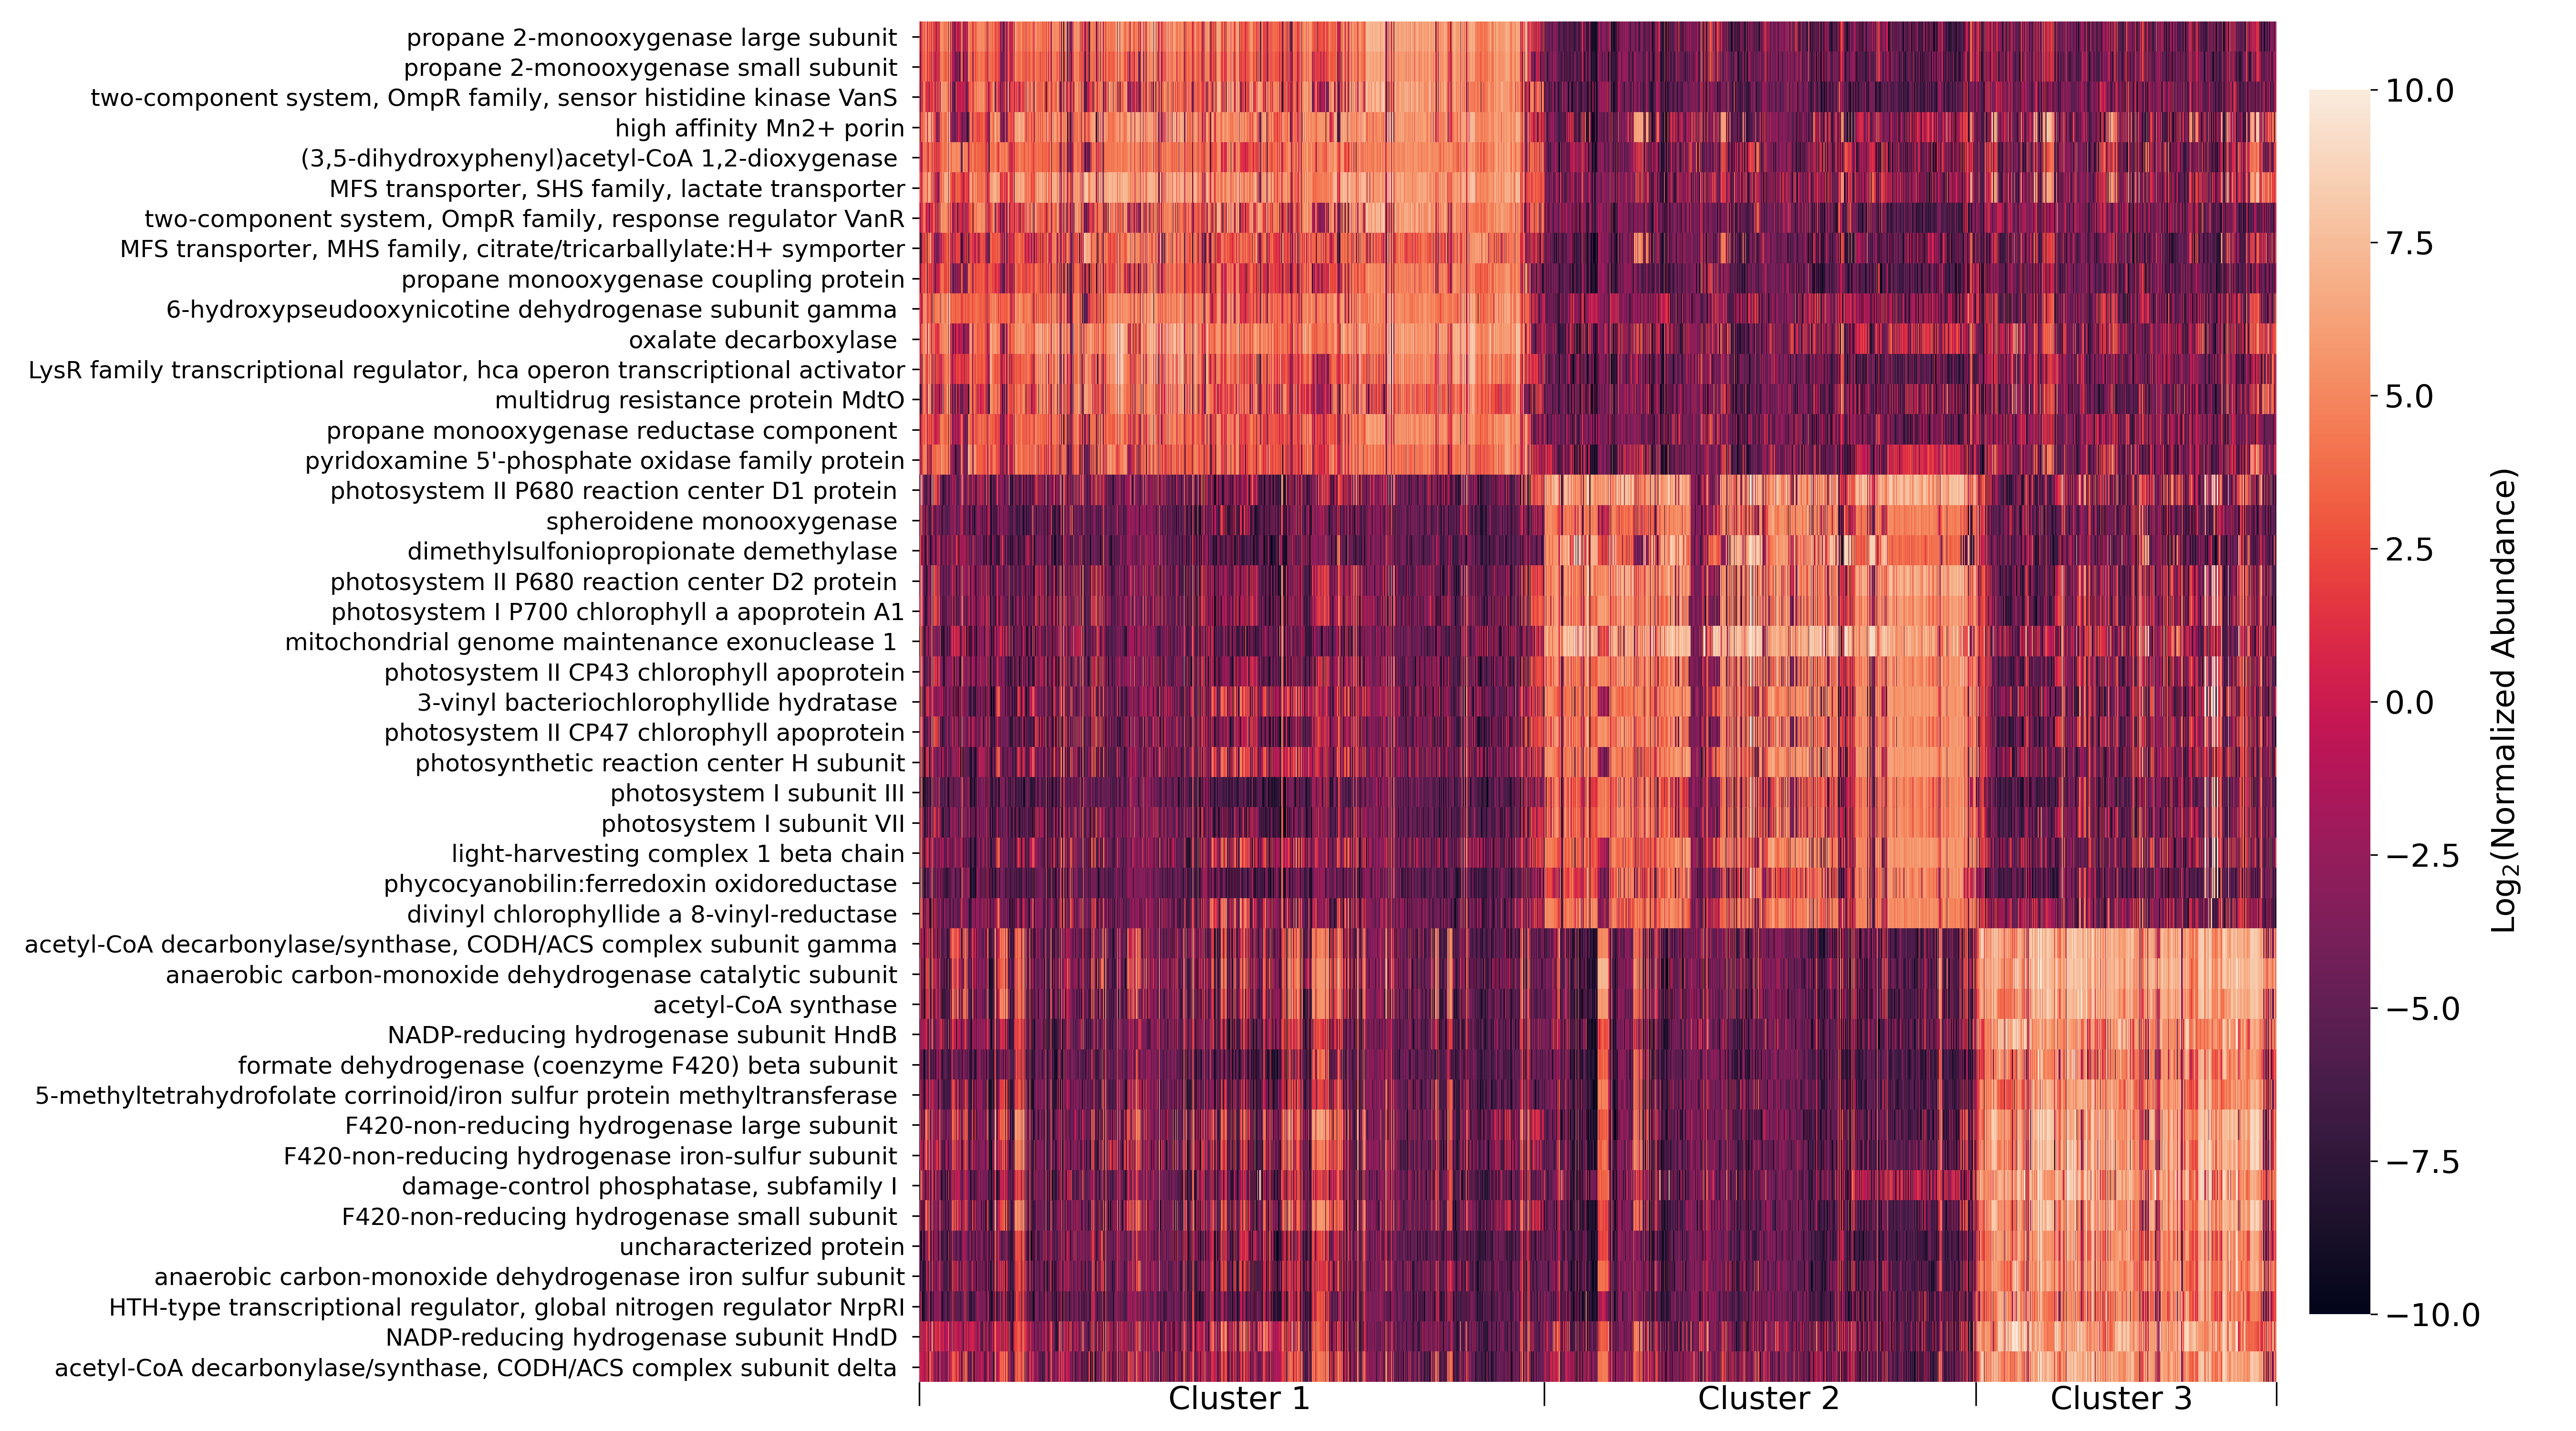 propane 2-monooxygenase large subunit
propane 2-monooxygenase small subunit
two-component system, OmpR family, sensor histidine kinase VanS
high affinity Mn2+ porin
(3,5-dihydroxyphenyl)acetyl-CoA 1,2-dioxygenase
MFS transporter, SHS family, lactate transporter
two-component system, OmpR family, response regulator VanR
MFS transporter, MHS family, citrate/tricarballylate:H+ symporter
propane monooxygenase coupling protein
6-hydroxypseudooxynicotine dehydrogenase subunit gamma
oxalate decarboxylase
LysR family transcriptional regulator, hca operon transcriptional activator
multidrug resistance protein MdtO
propane monooxygenase reductase component
pyridoxamine 5'-phosphate oxidase family protein
photosystem II P680 reaction center D1 protein
spheroidene monooxygenase
dimethylsulfoniopropionate demethylase
photosystem II P680 reaction center D2 protein
photosystem I P700 chlorophyll a apoprotein A1
mitochondrial genome maintenance exonuclease 1
photosystem II CP43 chlorophyll apoprotein
3-vinyl bacteriochlorophyllide hydratase
photosystem II CP47 chlorophyll apoprotein
photosynthetic reaction center H subunit
photosystem I subunit III
photosystem I subunit VII
light-harvesting complex 1 beta chain
phycocyanobilin:ferredoxin oxidoreductase
divinyl chlorophyllide a 8-vinyl-reductase
acetyl-CoA decarbonylase/synthase, CODH/ACS complex subunit gamma
anaerobic carbon-monoxide dehydrogenase catalytic subunit
acetyl-CoA synthase
NADP-reducing hydrogenase subunit HndB
formate dehydrogenase (coenzyme F420) beta subunit
5-methyltetrahydrofolate corrinoid/iron sulfur protein methyltransferase
F420-non-reducing hydrogenase large subunit
F420-non-reducing hydrogenase iron-sulfur subunit
damage-control phosphatase, subfamily I
F420-non-reducing hydrogenase small subunit
uncharacterized protein
anaerobic carbon-monoxide dehydrogenase iron sulfur subunit
HTH-type transcriptional regulator, global nitrogen regulator NrpRI
NADP-reducing hydrogenase subunit HndD
acetyl-CoA decarbonylase/synthase, CODH/ACS complex subunit delta
Cluster 1
Cluster 2
Cluster 3
10.0
7.5
5.0
2.5
0.0
−2.5
−5.0
−7.5
−10.0
Log₂(Normalized Abundance)